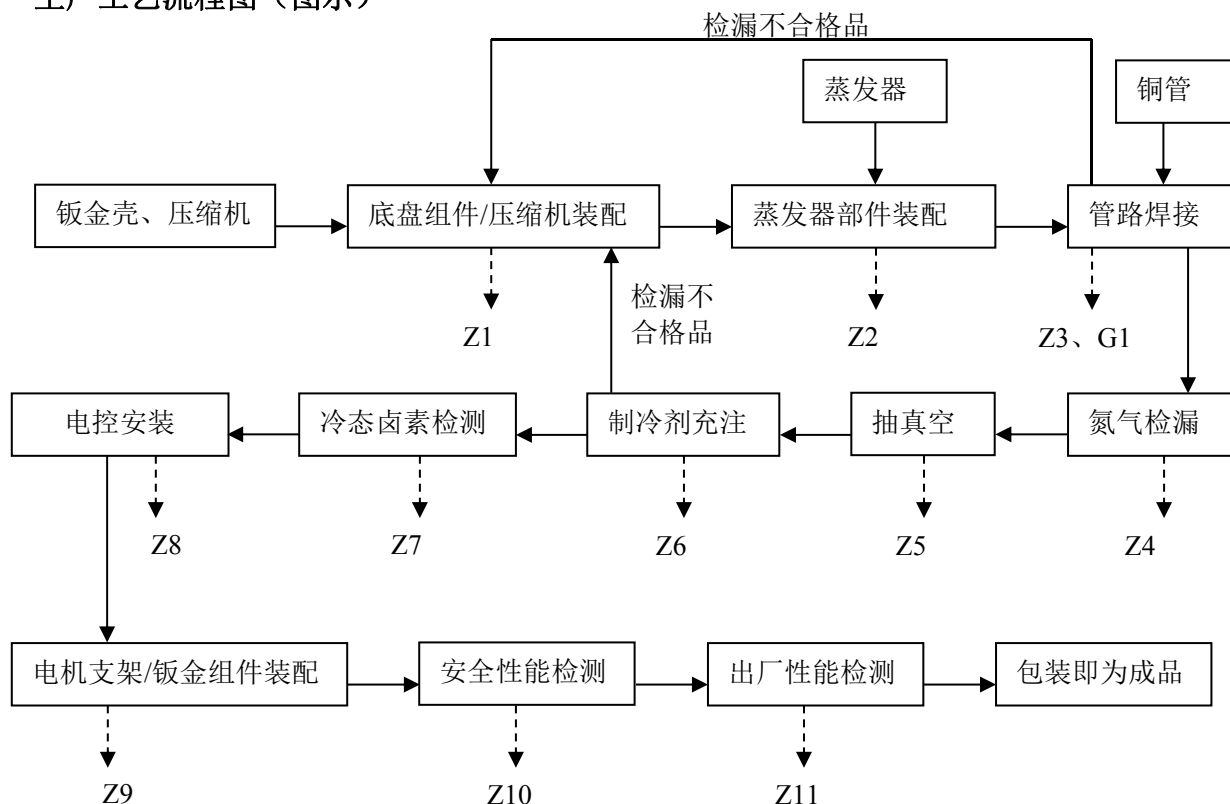 生产工艺流程图（图示）
检漏不合格品
蒸发器
铜管
钣金壳、压缩机
底盘组件/压缩机装配
蒸发器部件装配
管路焊接
Z1
检漏不
合格品
Z2
Z3、G1
电控安装
冷态卤素检测
制冷剂充注
抽真空
氮气检漏
Z8
Z7
Z6
Z5
Z4
电机支架/钣金组件装配
安全性能检测
出厂性能检测
包装即为成品
Z9
Z10
Z11